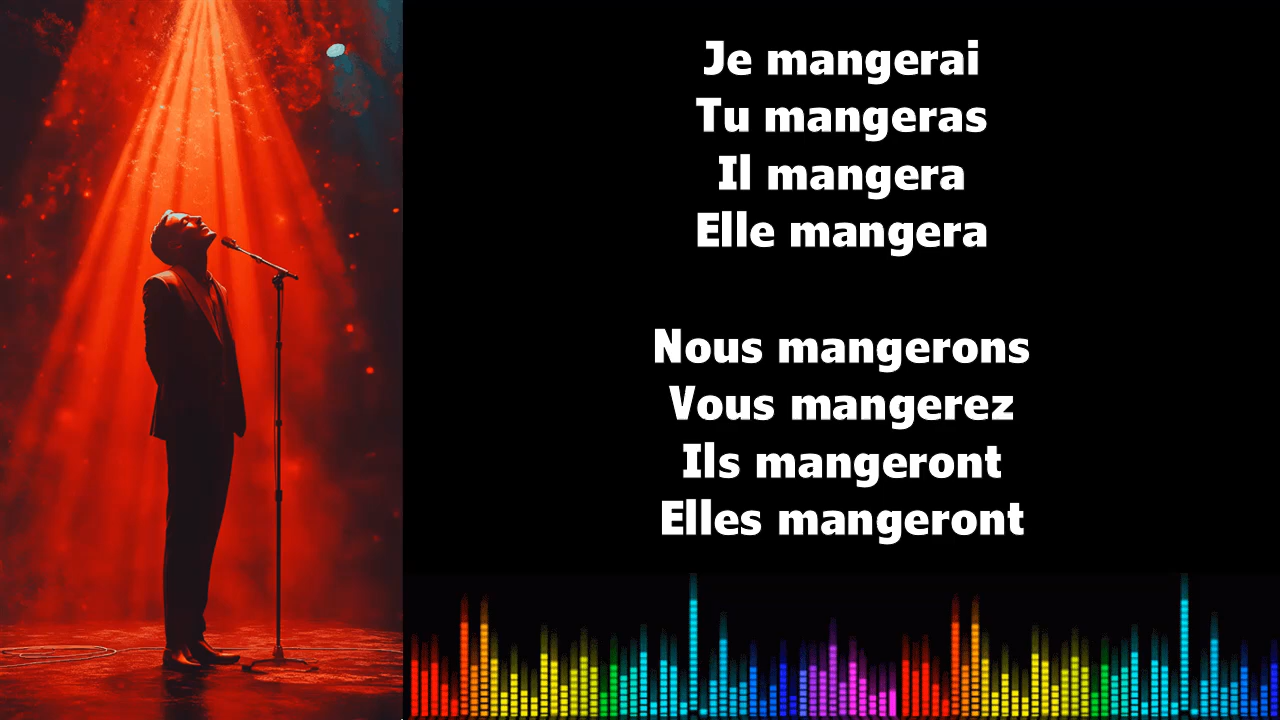 Je mangerai
Tu mangeras
Il mangera
Elle mangera
Nous mangerons
Vous mangerez
Ils mangeront
Elles mangeront